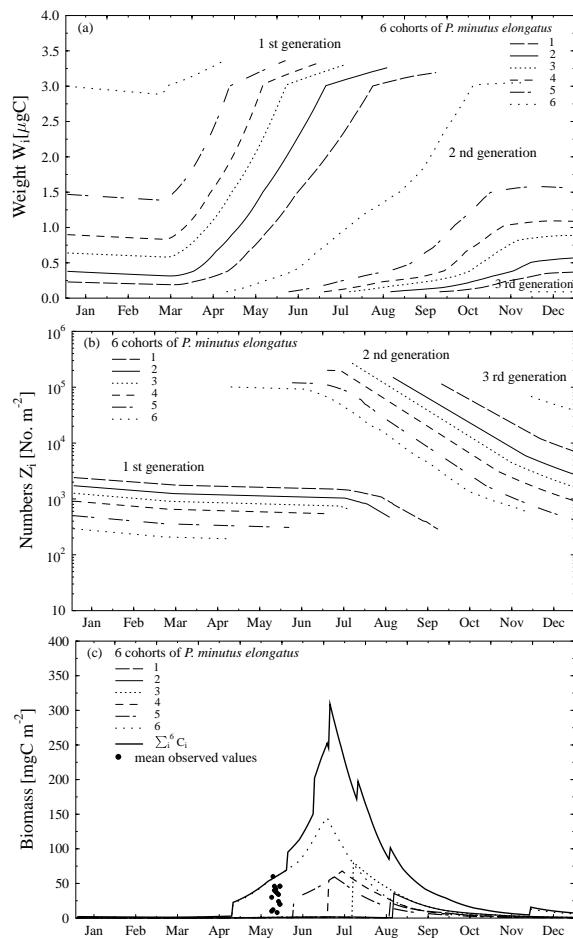 (a)
6 cohorts of P. minutus elongatus
1 st generation
1
2
3
4
5
6
2 nd generation
3 rd generation
Weight Wi[µgC]
4.0
3.5
3.0
2.5
2.0
1.5
1.0
0.5
0.0
Jan Feb Mar Apr May Jun Jul Aug Sep Oct Nov Dec
(b)
6 cohorts of P. minutus elongatus
1
2
3
4
5
6
2 nd generation
3 rd generation
1 st generation
Numbers Zi [No. m-2]
10^6
10^5
10^4
10^3
10^2
10
Jan Feb Mar Apr May Jun Jul Aug Sep Oct Nov Dec
(c)
6 cohorts of P. minutus elongatus
1
2
3
4
5
6
∑i^6 Ci
mean observed values
Biomass [mgC m-2]
400
350
300
250
200
150
100
50
0
Jan Feb Mar Apr May Jun Jul Aug Sep Oct Nov Dec